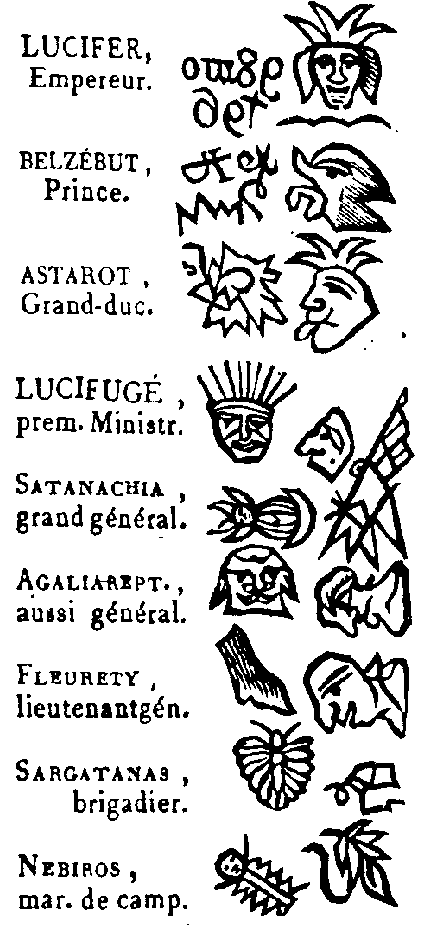 LUCIFER,
Empereur.
BELZÉBUT,
Prince.
ASTAROT,
Grand-duc.
LUCIFUGÉ,
prem. Ministr.
SATANACHIA,
grand général.
AGALIAREPT.,
aussi général.
FLEURETY,
lieutenantgén.
SARGATANAS,
brigadier.
NEBIROS,
mar. de camp.